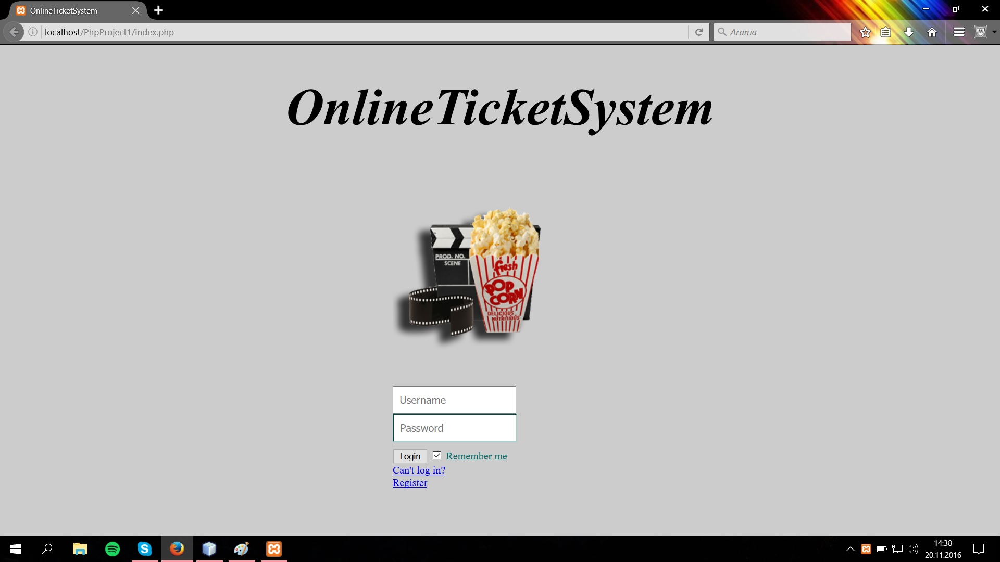 OnlineTicketSystem
localhost/PhpProject1/index.php
Arama
OnlineTicketSystem
PROD. NO.
SCENE
fresh
POP
CORN
DELICIOUS
NUTRITIOUS
Username
Password
Login Remember me
Can't log in?
Register
14:38
20.11.2016